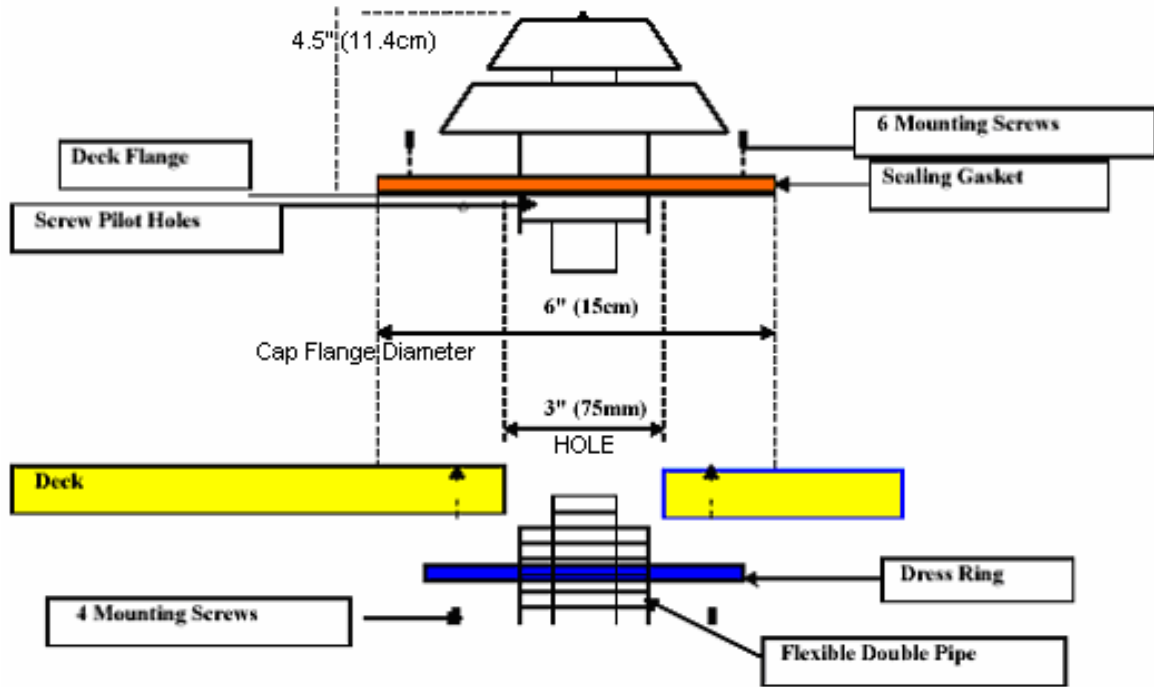 4.5" (11.4cm)
6 Mounting Screws
Deck Flange
Sealing Gasket
Screw Pilot Holes
6" (15cm)
Cap Flange Diameter
3" (75mm)
HOLE
Deck
Dress Ring
4 Mounting Screws
Flexible Double Pipe